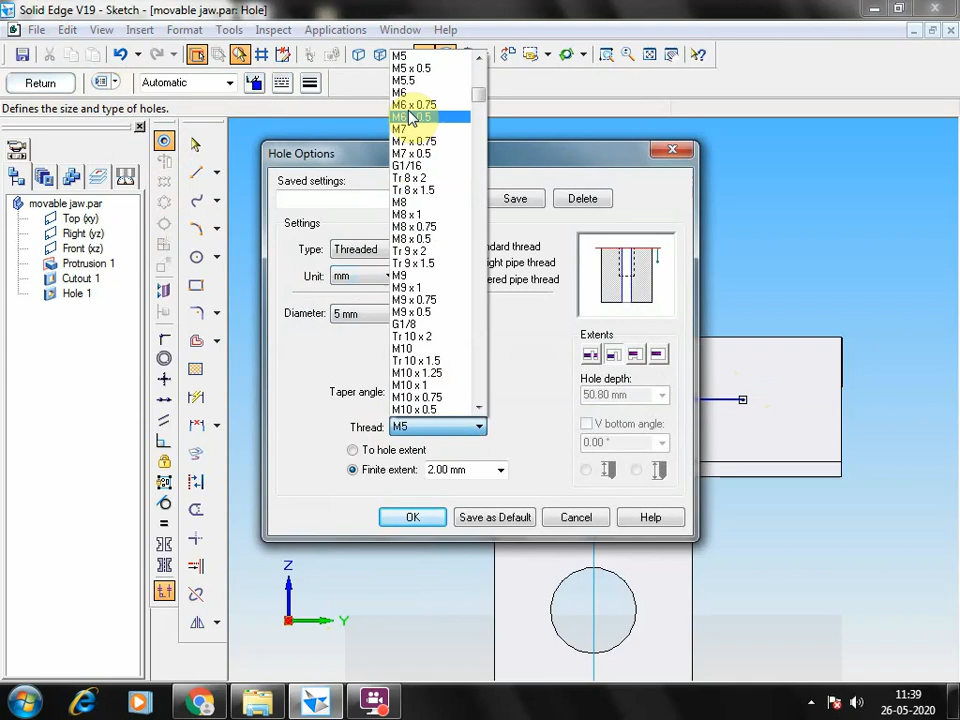 Solid Edge V19 - Sketch - [movable jaw.par: Hole]
File Edit View Insert Format Tools Inspect Applications Window Help
Return
Automatic
Defines the size and type of holes.
movable jaw.par
Top (xy)
Right (yz)
Front (xz)
Protrusion 1
Cutout 1
Hole 1
Hole Options
Saved settings:
Save
Delete
Settings
Type: Threaded
Unit: mm
Diameter: 5 mm
ndard thread
ight pipe thread
ered pipe thread
M5
M5 x 0.5
M5.5
M6
M6 x 0.75
M7
M7 x 0.75
M7 x 0.5
G1/16
Tr 8 x 2
Tr 8 x 1.5
M8
M8 x 1
M8 x 0.75
M8 x 0.5
Tr 9 x 2
Tr 9 x 1.5
M9
M9 x 1
M9 x 0.75
M9 x 0.5
G1/8
Tr 10 x 2
M10
Tr 10 x 1.5
M10 x 1.25
M10 x 1
M10 x 0.75
M10 x 0.5
Taper angle:
Thread: M5
To hole extent
Finite extent: 2.00 mm
Extents
Hole depth:
50.80 mm
V bottom angle:
0.00 °
OK
Save as Default
Cancel
Help
Z
Y
11:39
26-05-2020